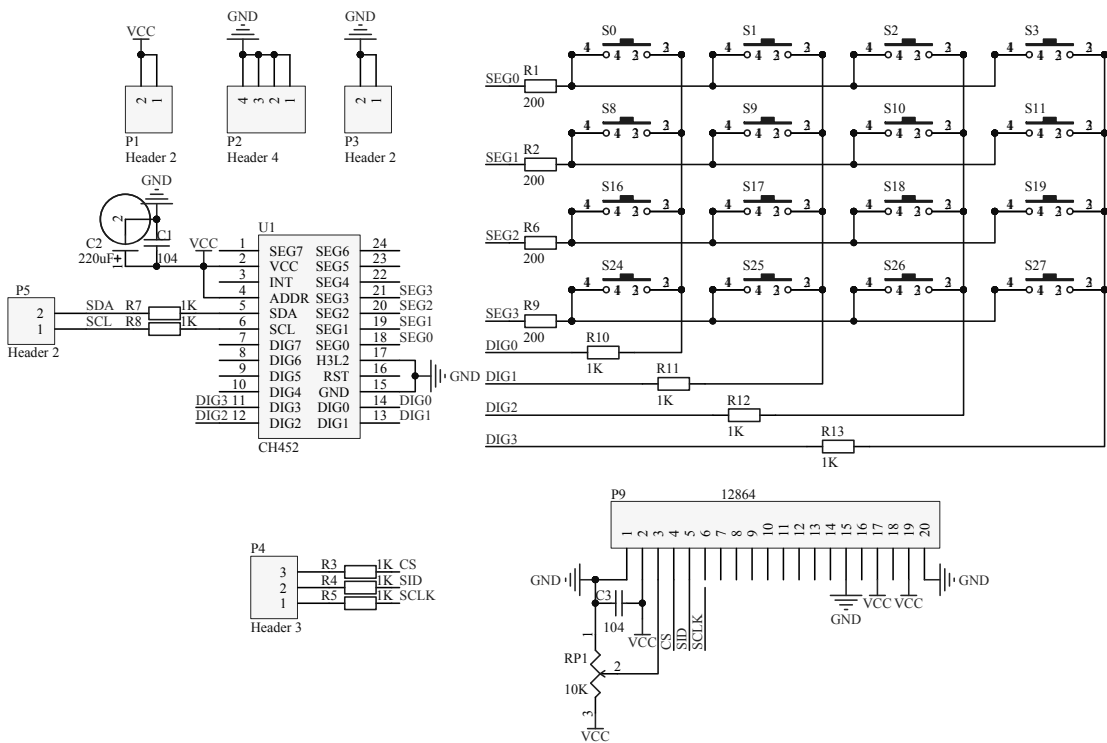 VCC
2 1
P1
Header 2
GND
4 3 2 1
P2
Header 4
GND
2 1
P3
Header 2
GND
2
C2
220uF+
1
C1
104
VCC
U1
1 SEG7 SEG6 24
2 VCC SEG5 23
3 INT SEG4 22
4 ADDR SEG3 21 SEG3
5 SDA SEG2 20 SEG2
6 SCL SEG1 19 SEG1
7 DIG7 SEG0 18 SEG0
8 DIG6 H3L2 17
9 DIG5 RST 16
10 DIG4 GND 15
DIG3 11 DIG3 DIG0 14 DIG0
DIG2 12 DIG2 DIG1 13 DIG1
CH452
GND
P5
2 SDA R7 1K
1 SCL R8 1K
Header 2
S0 S1 S2 S3
SEG0 R1
200
S8 S9 S10 S11
SEG1 R2
200
S16 S17 S18 S19
SEG2 R6
200
S24 S25 S26 S27
SEG3 R9
200
DIG0 R10
1K
DIG1 R11
1K
DIG2 R12
1K
DIG3 R13
1K
P4
3 R3 1K CS
2 R4 1K SID
1 R5 1K SCLK
Header 3
P9 12864
1 2 3 4 5 6 7 8 9 10 11 12 13 14 15 16 17 18 19 20
GND
C3
104
VCC
CS
SID
SCLK
GND
VCC
VCC
GND
1
RP1
2
10K
3
VCC